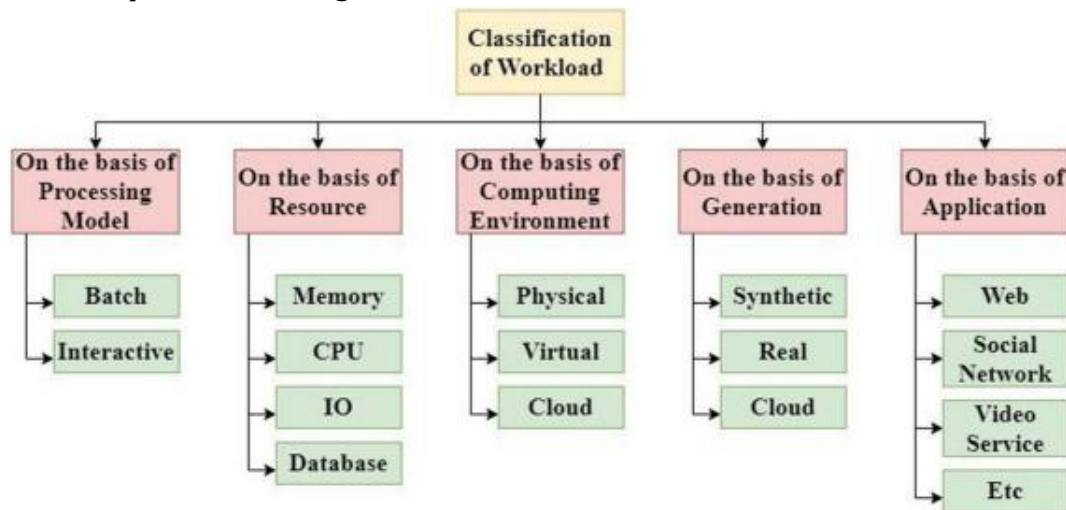 Classification
of Workload
On the basis of
Processing
Model
On the basis of
Resource
On the basis of
Computing
Environment
On the basis of
Generation
On the basis of
Application
Batch
Interactive
Memory
CPU
IO
Database
Physical
Virtual
Cloud
Synthetic
Real
Cloud
Web
Social
Network
Video
Service
Etc